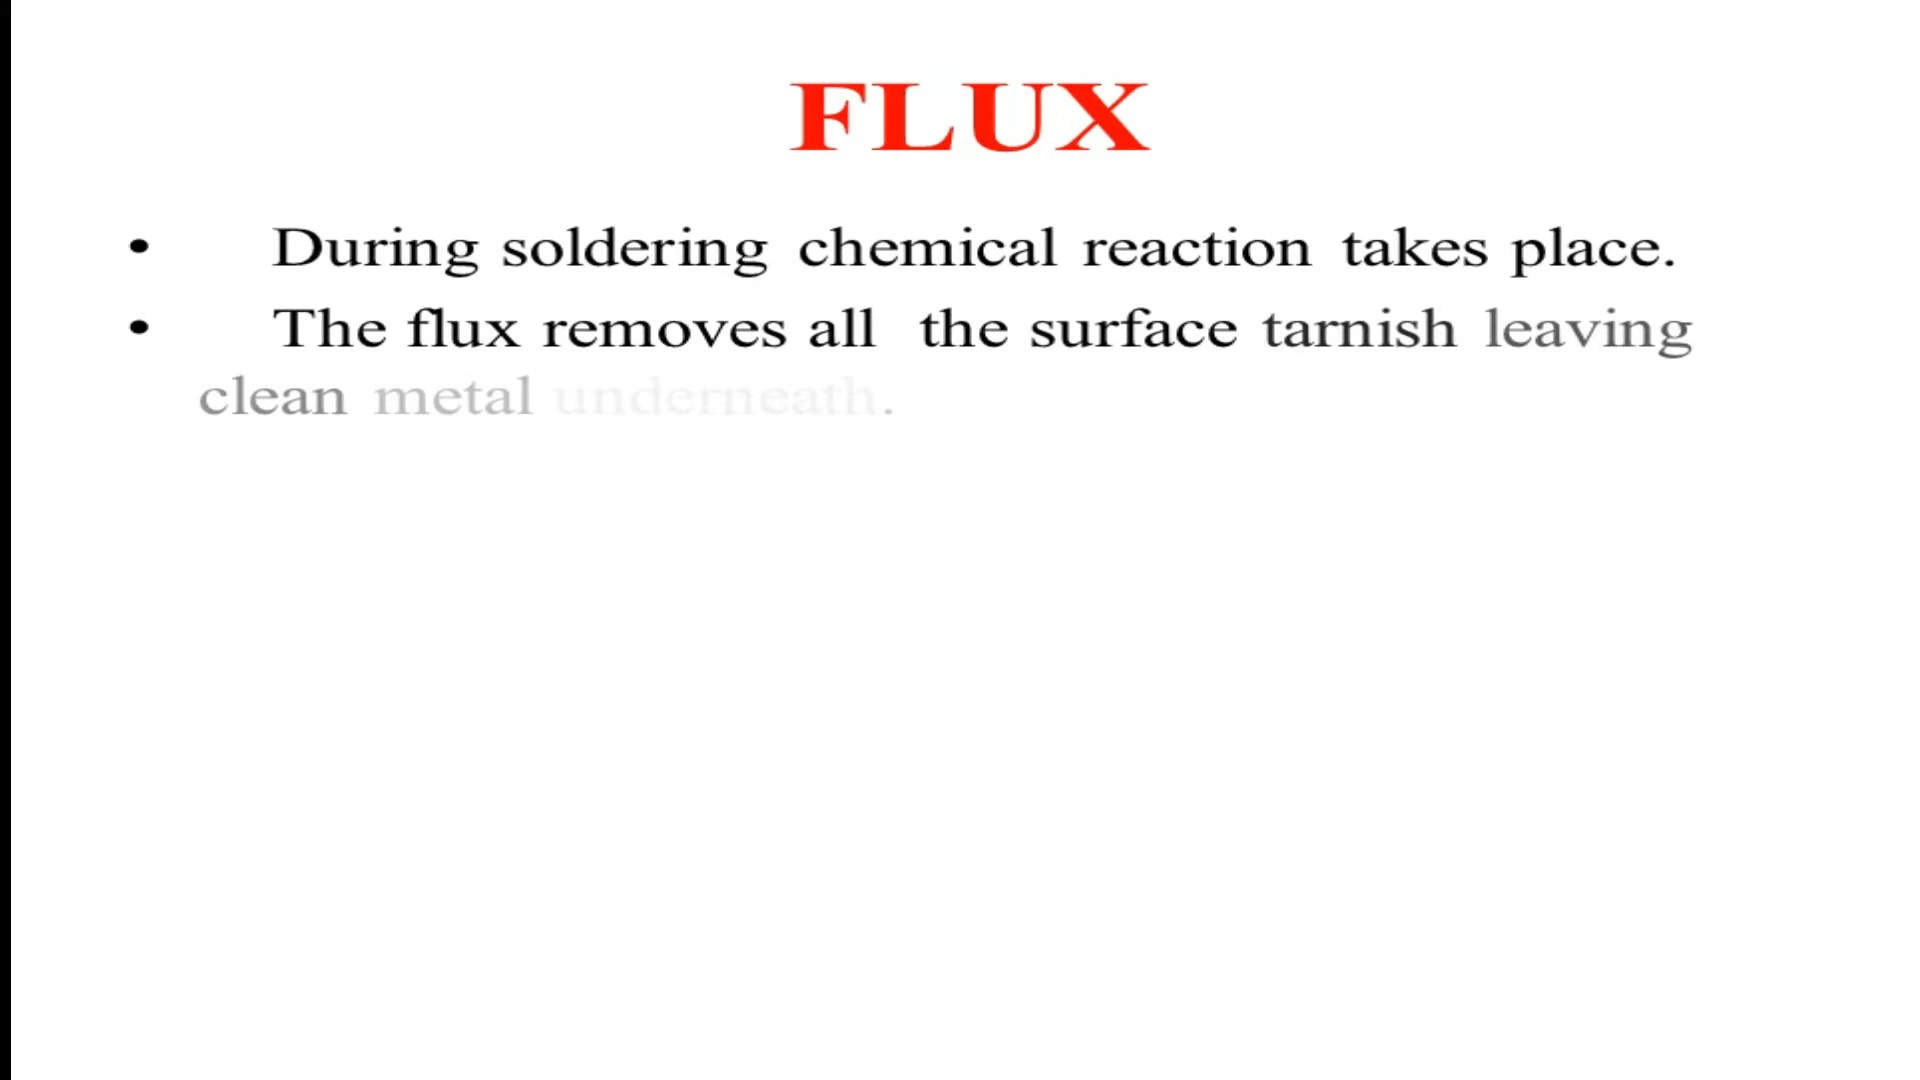 FLUX
• During soldering chemical reaction takes place.
• The flux removes all the surface tarnish leaving
clean metal underneath.